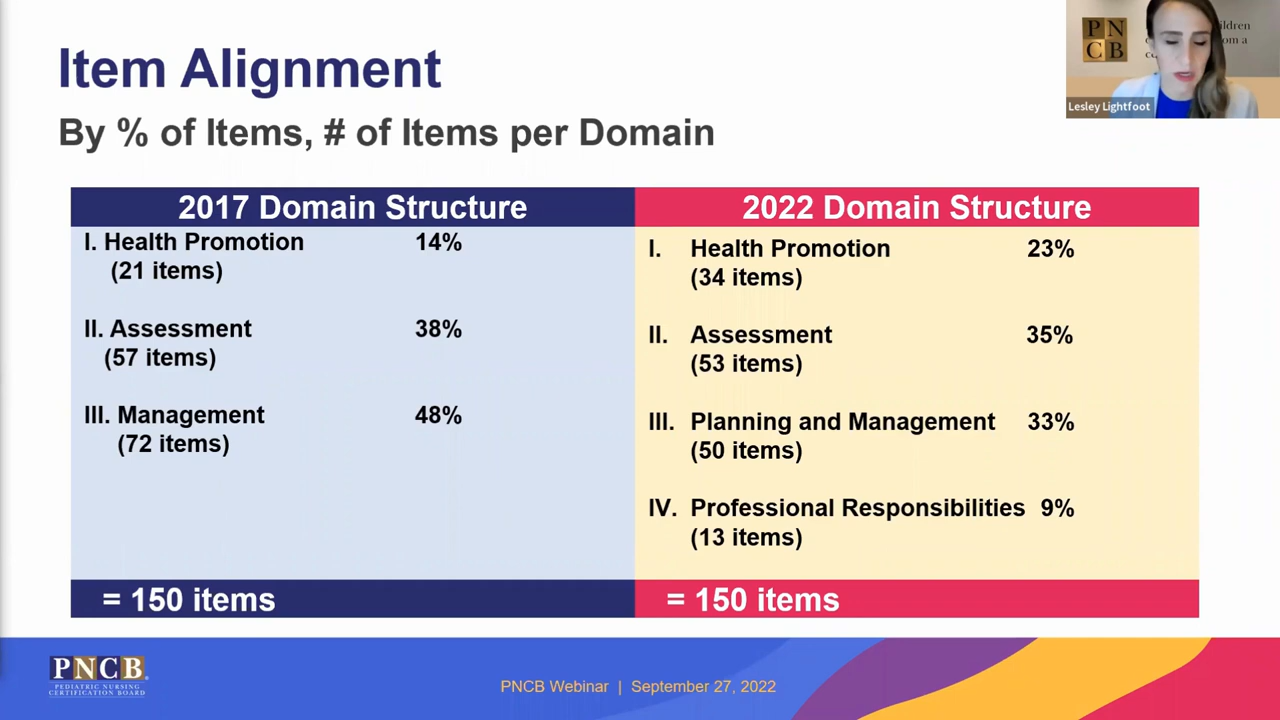 Item Alignment
By % of Items, # of Items per Domain
PN
CB
ildren
om a
Lesley Lightfoot
2017 Domain Structure
I. Health Promotion 14%
(21 items)
II. Assessment 38%
(57 items)
III. Management 48%
(72 items)
= 150 items
2022 Domain Structure
I. Health Promotion 23%
(34 items)
II. Assessment 35%
(53 items)
III. Planning and Management 33%
(50 items)
IV. Professional Responsibilities 9%
(13 items)
= 150 items
PNCB
PEDIATRIC NURSING
CERTIFICATION BOARD
PNCB Webinar | September 27, 2022